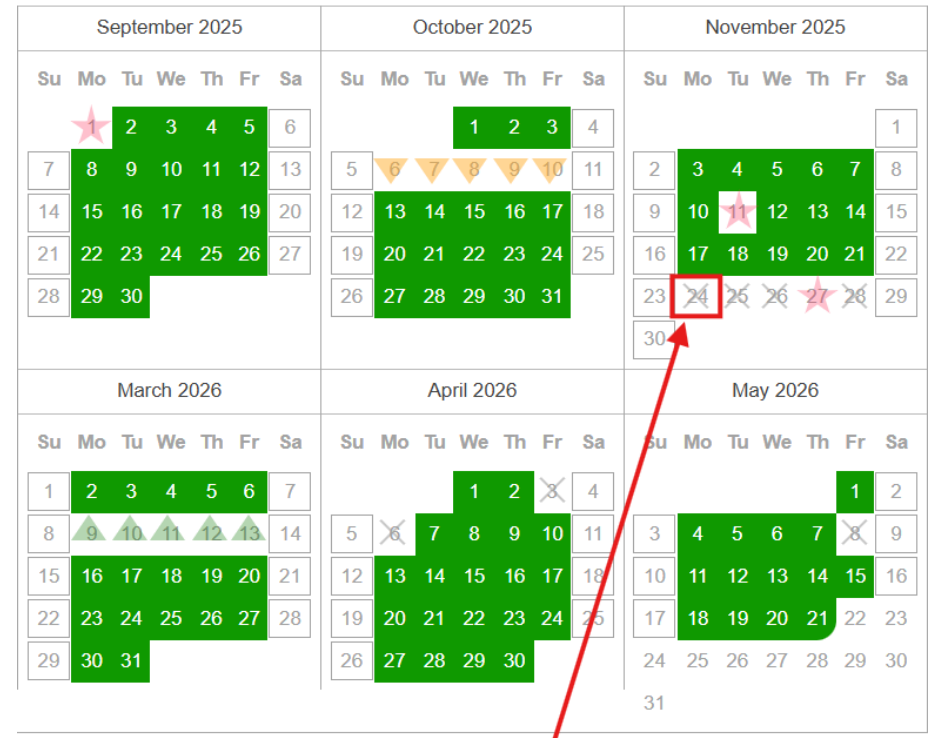 September 2025 October 2025 November 2025
Su Mo Tu We Th Fr Sa Su Mo Tu We Th Fr Sa Su Mo Tu We Th Fr Sa
1 2 3 4 5 6 1 2 3 4 1
7 8 9 10 11 12 13 5 6 7 8 9 10 11 2 3 4 5 6 7 8
14 15 16 17 18 19 20 12 13 14 15 16 17 18 9 10 11 12 13 14 15
21 22 23 24 25 26 27 19 20 21 22 23 24 25 16 17 18 19 20 21 22
28 29 30 26 27 28 29 30 31 23 24 25 26 27 28 29
30
March 2026 April 2026 May 2026
Su Mo Tu We Th Fr Sa Su Mo Tu We Th Fr Sa Su Mo Tu We Th Fr Sa
1 2 3 4 5 6 7 1 2 3 4 1 2
8 9 10 11 12 13 14 5 6 7 8 9 10 11 3 4 5 6 7 8 9
15 16 17 18 19 20 21 12 13 14 15 16 17 18 10 11 12 13 14 15 16
22 23 24 25 26 27 28 19 20 21 22 23 24 25 17 18 19 20 21 22 23
29 30 31 26 27 28 29 30 24 25 26 27 28 29 30
31